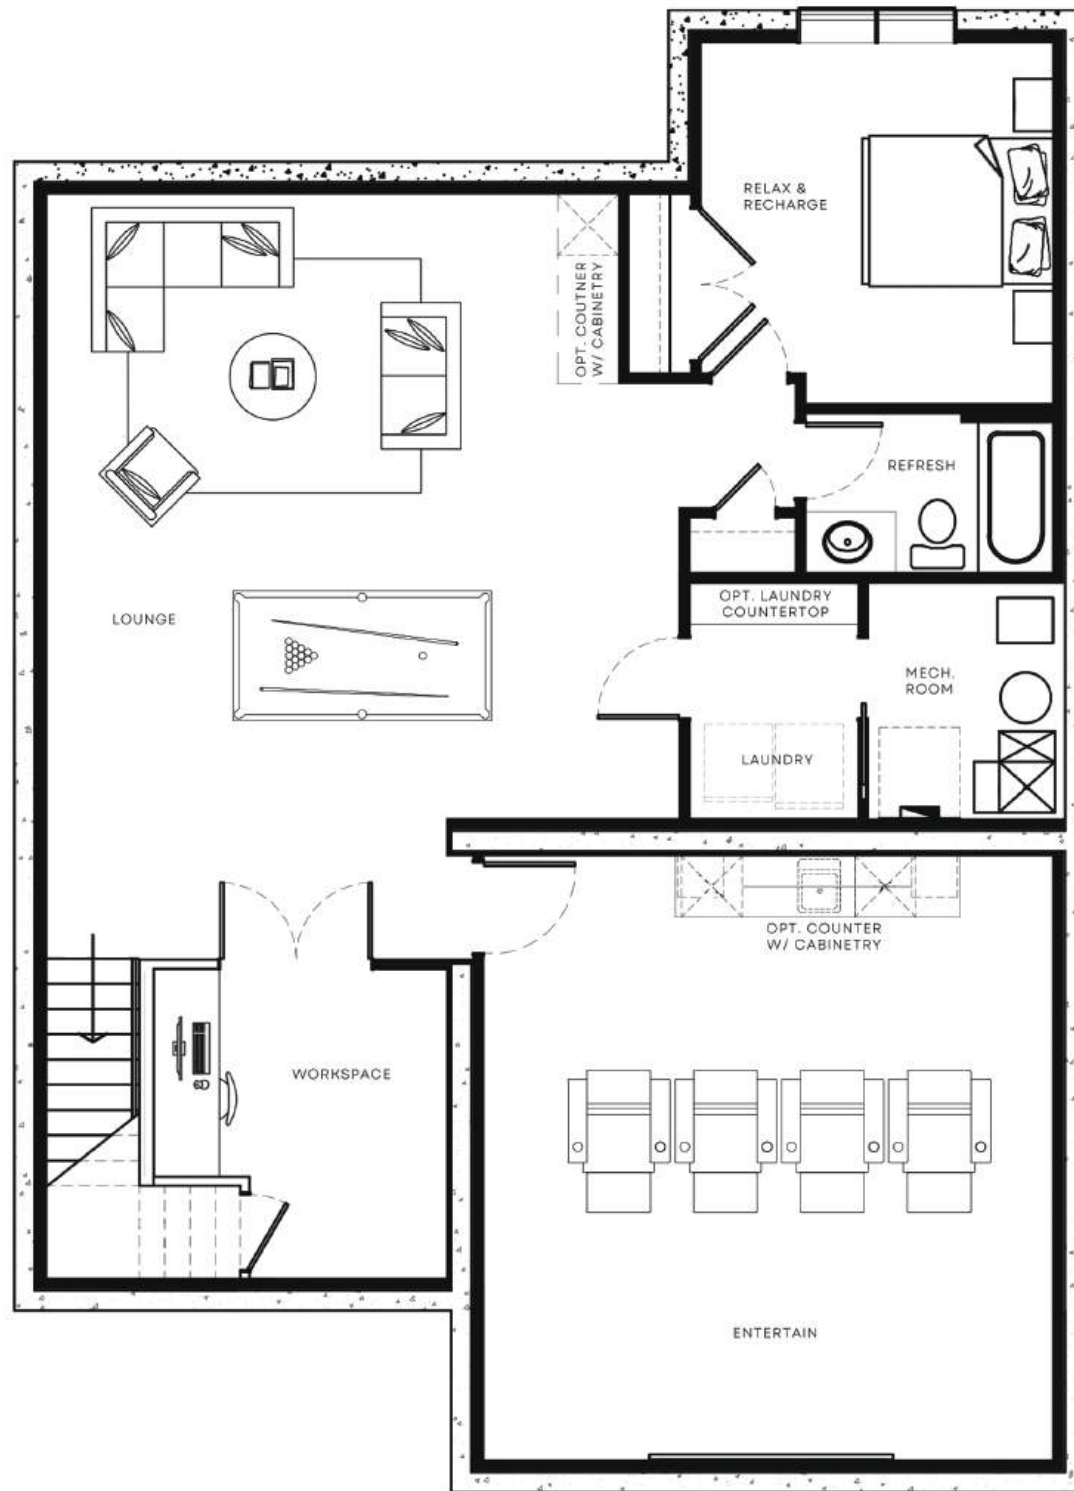 RELAX &
RECHARGE
OPT. COUTNER
W/ CABINETRY
REFRESH
LOUNGE
OPT. LAUNDRY
COUNTERTOP
MECH.
ROOM
LAUNDRY
OPT. COUNTER
W/ CABINETRY
WORKSPACE
ENTERTAIN